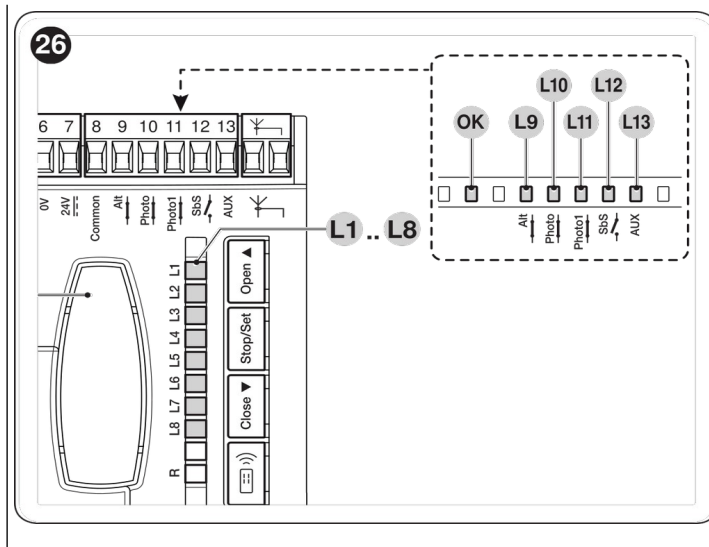 26
6 7 8 9 10 11 12 13
0V
24V
Common
Alt
Photo
Photo1
SbS
AUX
L1
L2
L3
L4
L5
L6
L7
L8
R
Open ▲
Stop/Set
Close ▼
L1 .. L8
L10 L12
OK L9 L11 L13
Alt
Photo
Photo1
SbS
AUX